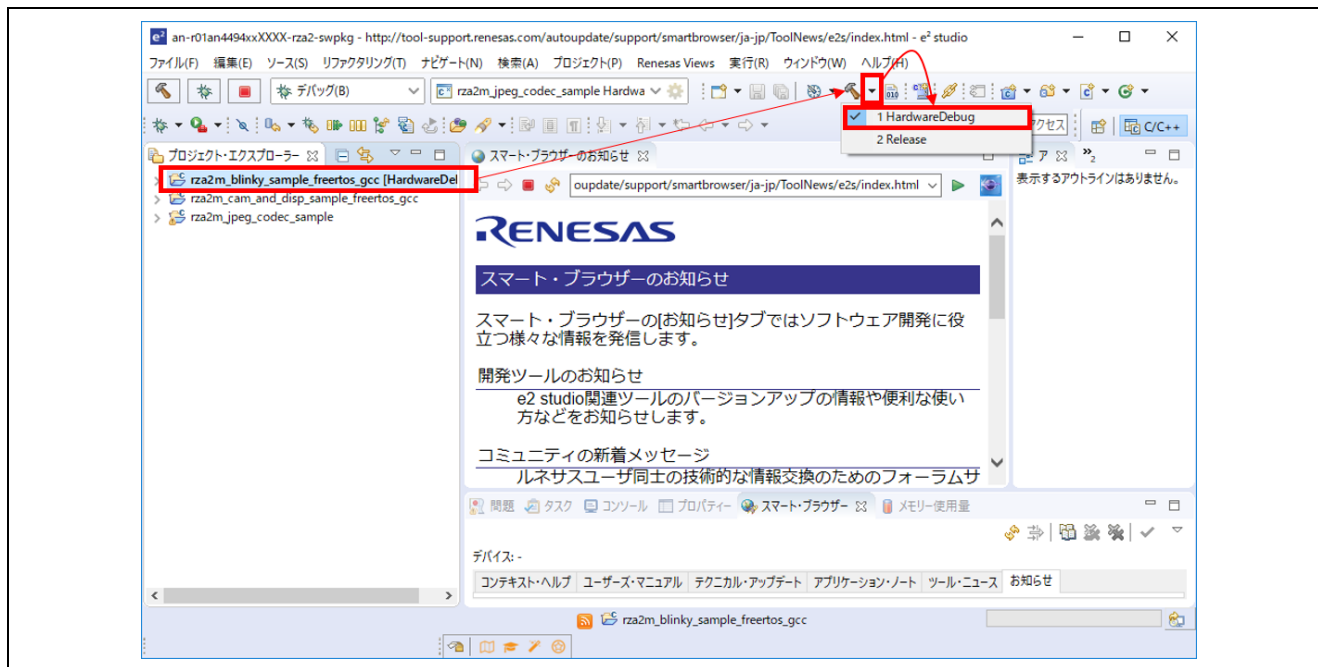 an-r01an4494xxXXXX-rza2-swpkg - http://tool-support.renesas.com/autoupdate/support/smartbrowser/ja-jp/ToolNews/e2s/index.html - e² studio
ファイル(F) 編集(E) ソース(S) リファクタリング(T) ナビゲート(N) 検索(A) プロジェクト(P) Renesas Views 実行(R) ウィンドウ(W) ヘルプ(H)
デバッグ(B) rza2m_jpeg_codec_sample Hardwa
1 HardwareDebug
クセス C/C++
2 Release
プロジェクト・エクスプローラー スマート・ブラウザーのお知らせ ア
rza2m_blinky_sample_freertos_gcc [HardwareDel
oupdate/support/smartbrowser/ja-jp/ToolNews/e2s/index.html
表示するアウトラインはありません。
rza2m_cam_and_disp_sample_freertos_gcc
rza2m_jpeg_codec_sample
RENESAS
スマート・ブラウザーのお知らせ
スマート・ブラウザーの[お知らせ]タブではソフトウェア開発に役
立つ様々な情報を発信します。
開発ツールのお知らせ
e2 studio関連ツールのバージョンアップの情報や便利な使い
方などをお知らせします。
コミュニティの新着メッセージ
ルネサスユーザ同士の技術的な情報交換のためのフォーラムサ
問題 タスク コンソール プロパティー スマート・ブラウザー メモリー使用量
デバイス: -
コンテキスト・ヘルプ ユーザーズ・マニュアル テクニカル・アップデート アプリケーション・ノート ツール・ニュース お知らせ
rza2m_blinky_sample_freertos_gcc